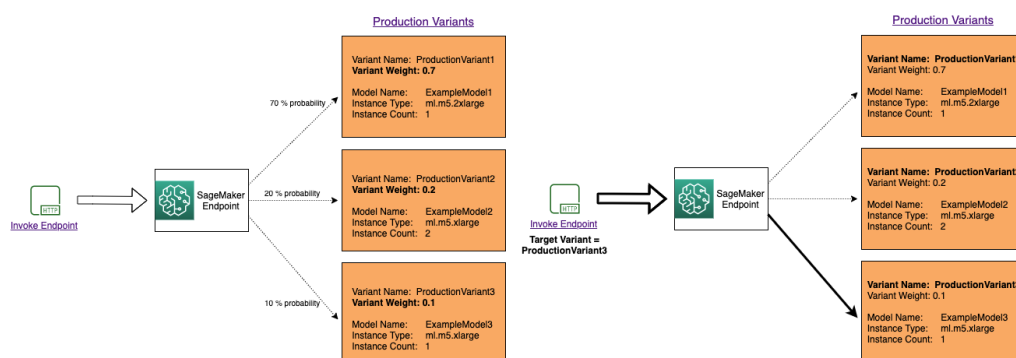 Production Variants
Variant Name: ProductionVariant1
Variant Weight: 0.7
Model Name: ExampleModel1
Instance Type: ml.m5.2xlarge
Instance Count: 1
70 % probability
Variant Name: ProductionVariant2
Variant Weight: 0.2
Model Name: ExampleModel2
Instance Type: ml.m5.xlarge
Instance Count: 2
20 % probability
SageMaker
Endpoint
HTTP
Invoke Endpoint
10 % probability
Variant Name: ProductionVariant3
Variant Weight: 0.1
Model Name: ExampleModel3
Instance Type: ml.m5.xlarge
Instance Count: 1
Production Variants
Variant Name: ProductionVariant
Variant Weight: 0.7
Model Name: ExampleModel1
Instance Type: ml.m5.2xlarge
Instance Count: 1
Variant Name: ProductionVariant
Variant Weight: 0.2
Model Name: ExampleModel2
Instance Type: ml.m5.xlarge
Instance Count: 2
SageMaker
Endpoint
HTTP
Invoke Endpoint
Target Variant =
ProductionVariant3
Variant Name: ProductionVariant
Variant Weight: 0.1
Model Name: ExampleModel3
Instance Type: ml.m5.xlarge
Instance Count: 1